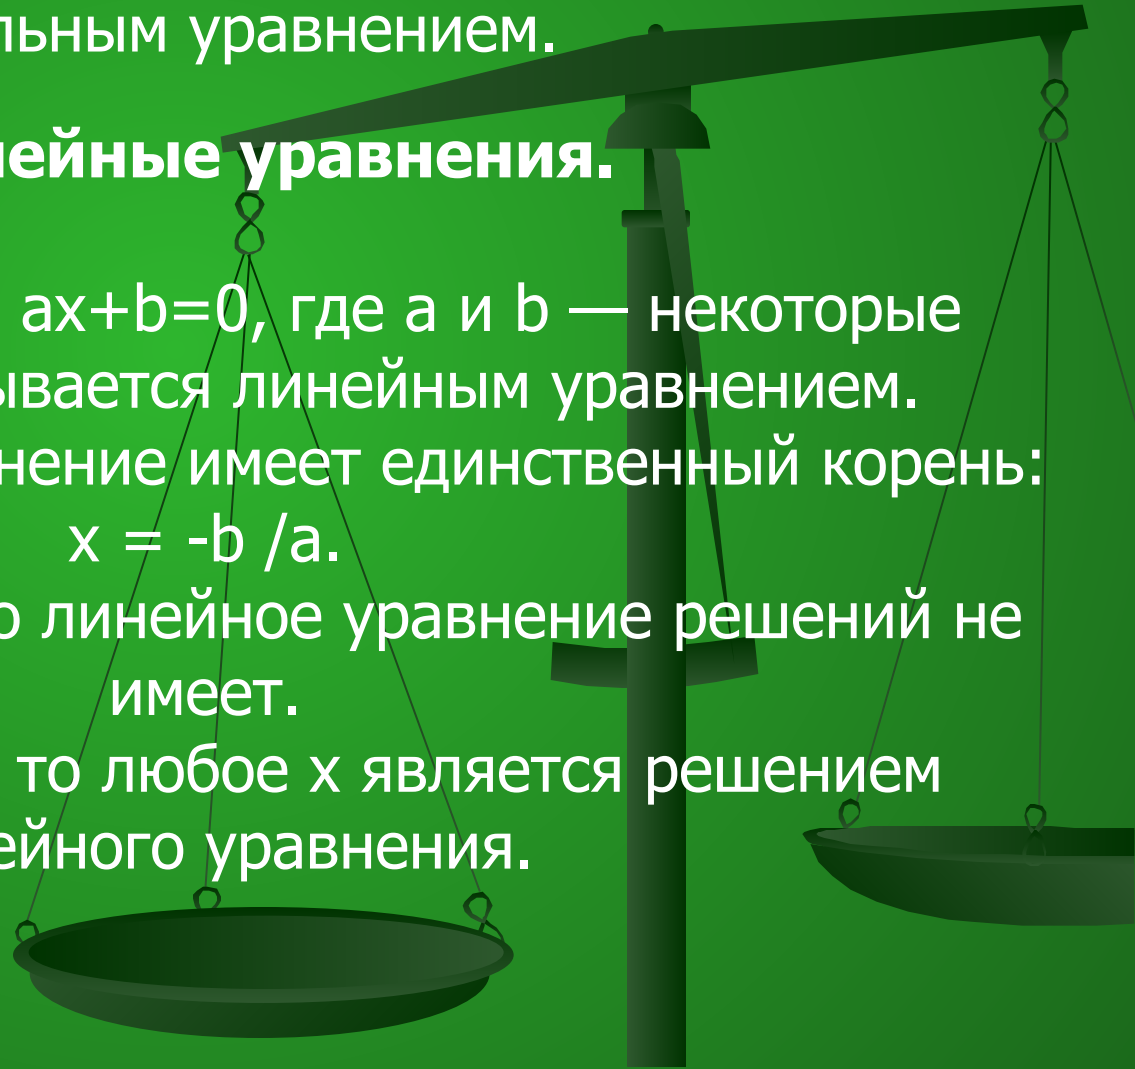 льным уравнением.
нейные уравнения.
ax+b=0, где a и b — некоторые
ывается линейным уравнением.
нение имеет единственный корень:
x = -b /a.
о линейное уравнение решений не
имеет.
то любое x является решением
ейного уравнения.